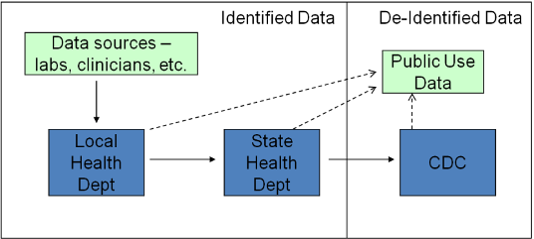 Identified Data
De-Identified Data
Data sources –
labs, clinicians, etc.
Public Use
Data
Local
Health
Dept
State
Health
Dept
CDC